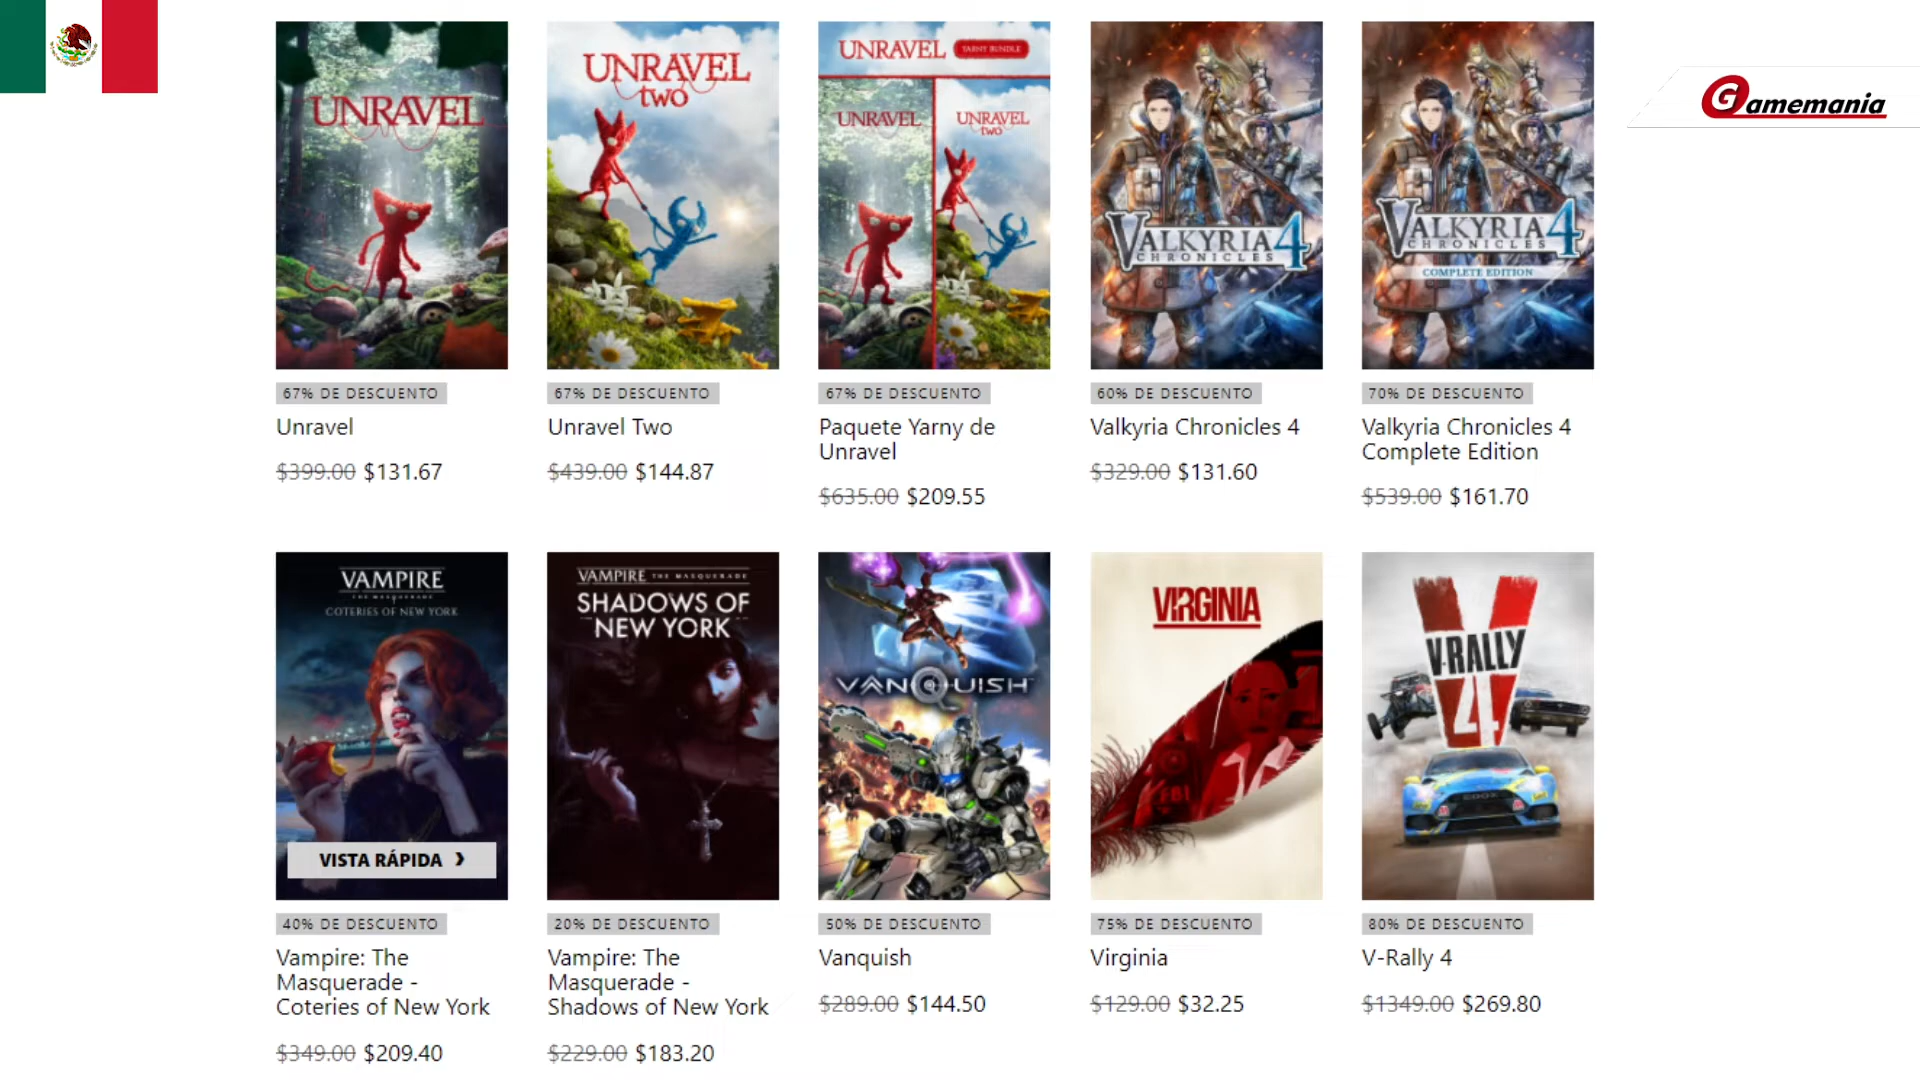 Gamemania
UNRAVEL
UNRAVEL
two
UNRAVEL YARNY BUNDLE
UNRAVEL
UNRAVEL
two
VALKYRIA 4
CHRONICLES
VALKYRIA 4
CHRONICLES
COMPLETE EDITION
67% DE DESCUENTO
67% DE DESCUENTO
67% DE DESCUENTO
60% DE DESCUENTO
70% DE DESCUENTO
Unravel
Unravel Two
Paquete Yarny de
Unravel
Valkyria Chronicles 4
Valkyria Chronicles 4
Complete Edition
$399.00 $131.67
$439.00 $144.87
$635.00 $209.55
$329.00 $131.60
$539.00 $161.70
VAMPIRE
THE MASQUERADE
COTERIES OF NEW YORK
VISTA RÁPIDA ›
VAMPIRE THE MASQUERADE
SHADOWS OF
NEW YORK
VANQUISH
VIRGINIA
FBI
V-RALLY
4
40% DE DESCUENTO
20% DE DESCUENTO
50% DE DESCUENTO
75% DE DESCUENTO
80% DE DESCUENTO
Vampire: The
Masquerade -
Coteries of New York
Vampire: The
Masquerade -
Shadows of New York
Vanquish
Virginia
V-Rally 4
$349.00 $209.40
$229.00 $183.20
$289.00 $144.50
$129.00 $32.25
$1349.00 $269.80